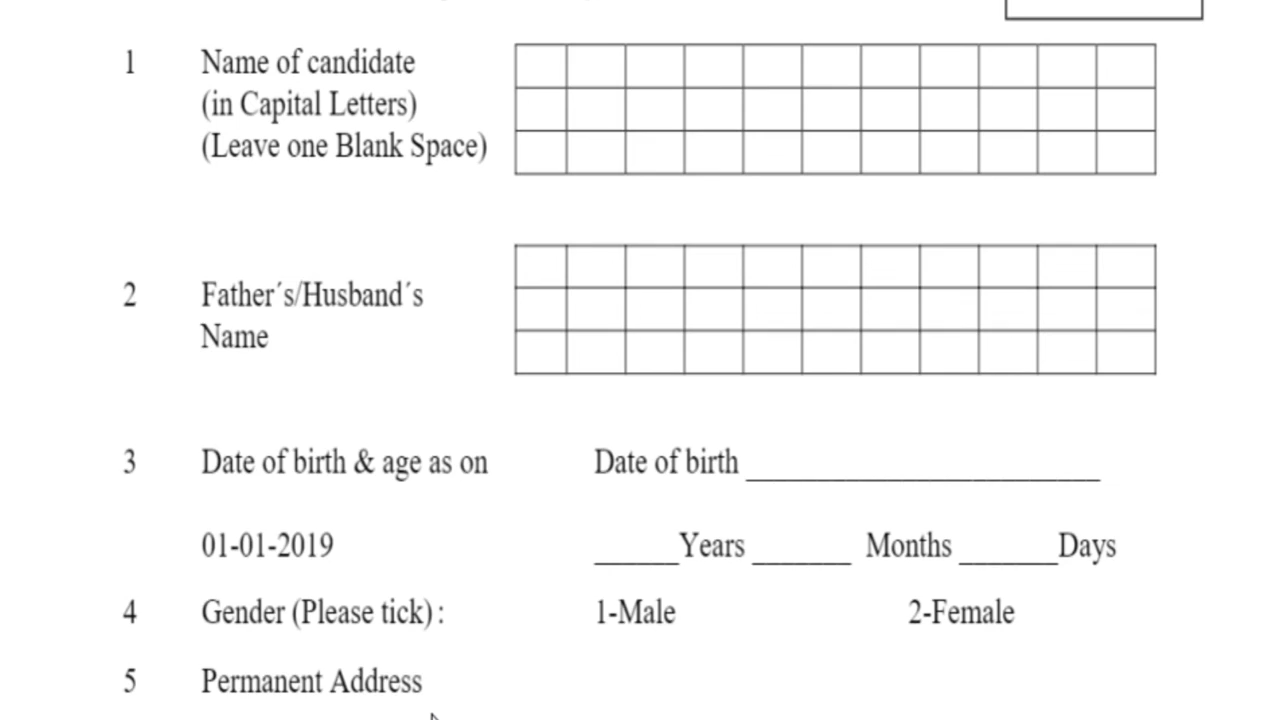 1 Name of candidate
(in Capital Letters)
(Leave one Blank Space)
2 Father´s/Husband´s
Name
3 Date of birth & age as on Date of birth ____________________
01-01-2019 _____Years ______ Months ______Days
4 Gender (Please tick) : 1-Male 2-Female
5 Permanent Address